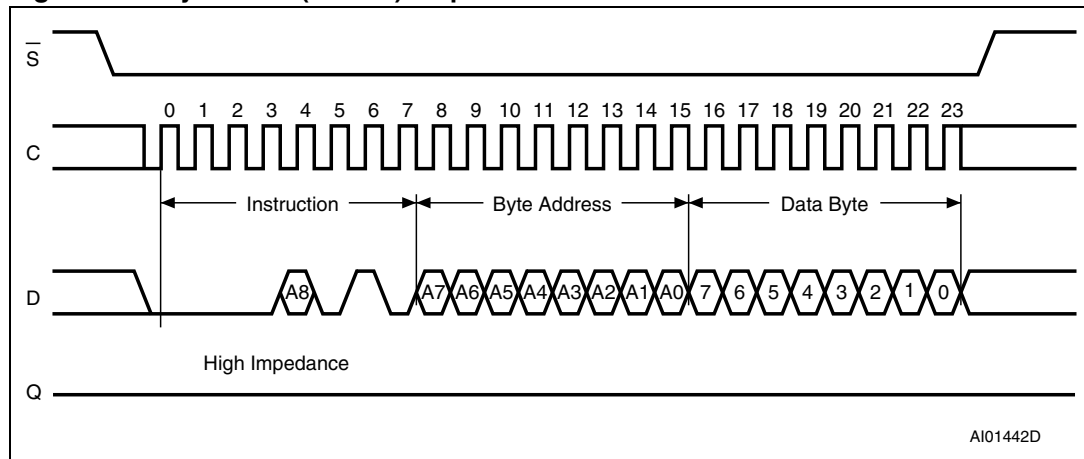 S
0 1 2 3 4 5 6 7 8 9 10 11 12 13 14 15 16 17 18 19 20 21 22 23
C
Instruction Byte Address Data Byte
D A8 A7 A6 A5 A4 A3 A2 A1 A0 7 6 5 4 3 2 1 0
High Impedance
Q
AI01442D